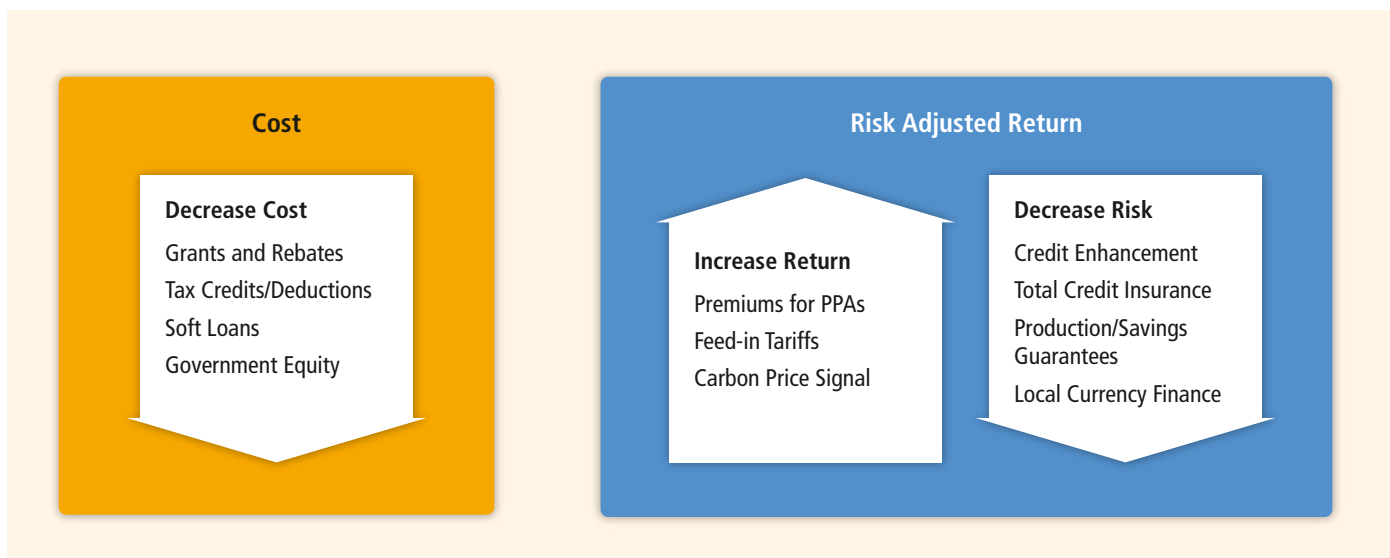 Cost
Decrease Cost
Grants and Rebates
Tax Credits/Deductions
Soft Loans
Government Equity
Risk Adjusted Return
Increase Return
Premiums for PPAs
Feed-in Tariffs
Carbon Price Signal
Decrease Risk
Credit Enhancement
Total Credit Insurance
Production/Savings
Guarantees
Local Currency Finance